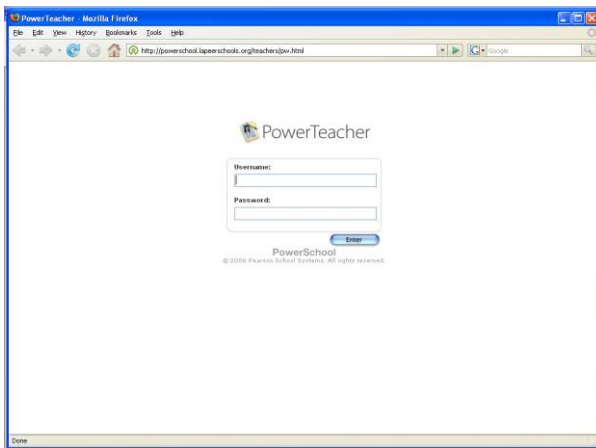 PowerTeacher - Mozilla Firefox
File Edit View History Bookmarks Tools Help
http://powerschool.lapeerschools.org/teachers/pw.html
G Google
PowerTeacher
Username:
Password:
Enter
PowerSchool
© 2006 Pearson School Systems. All rights reserved.
Done